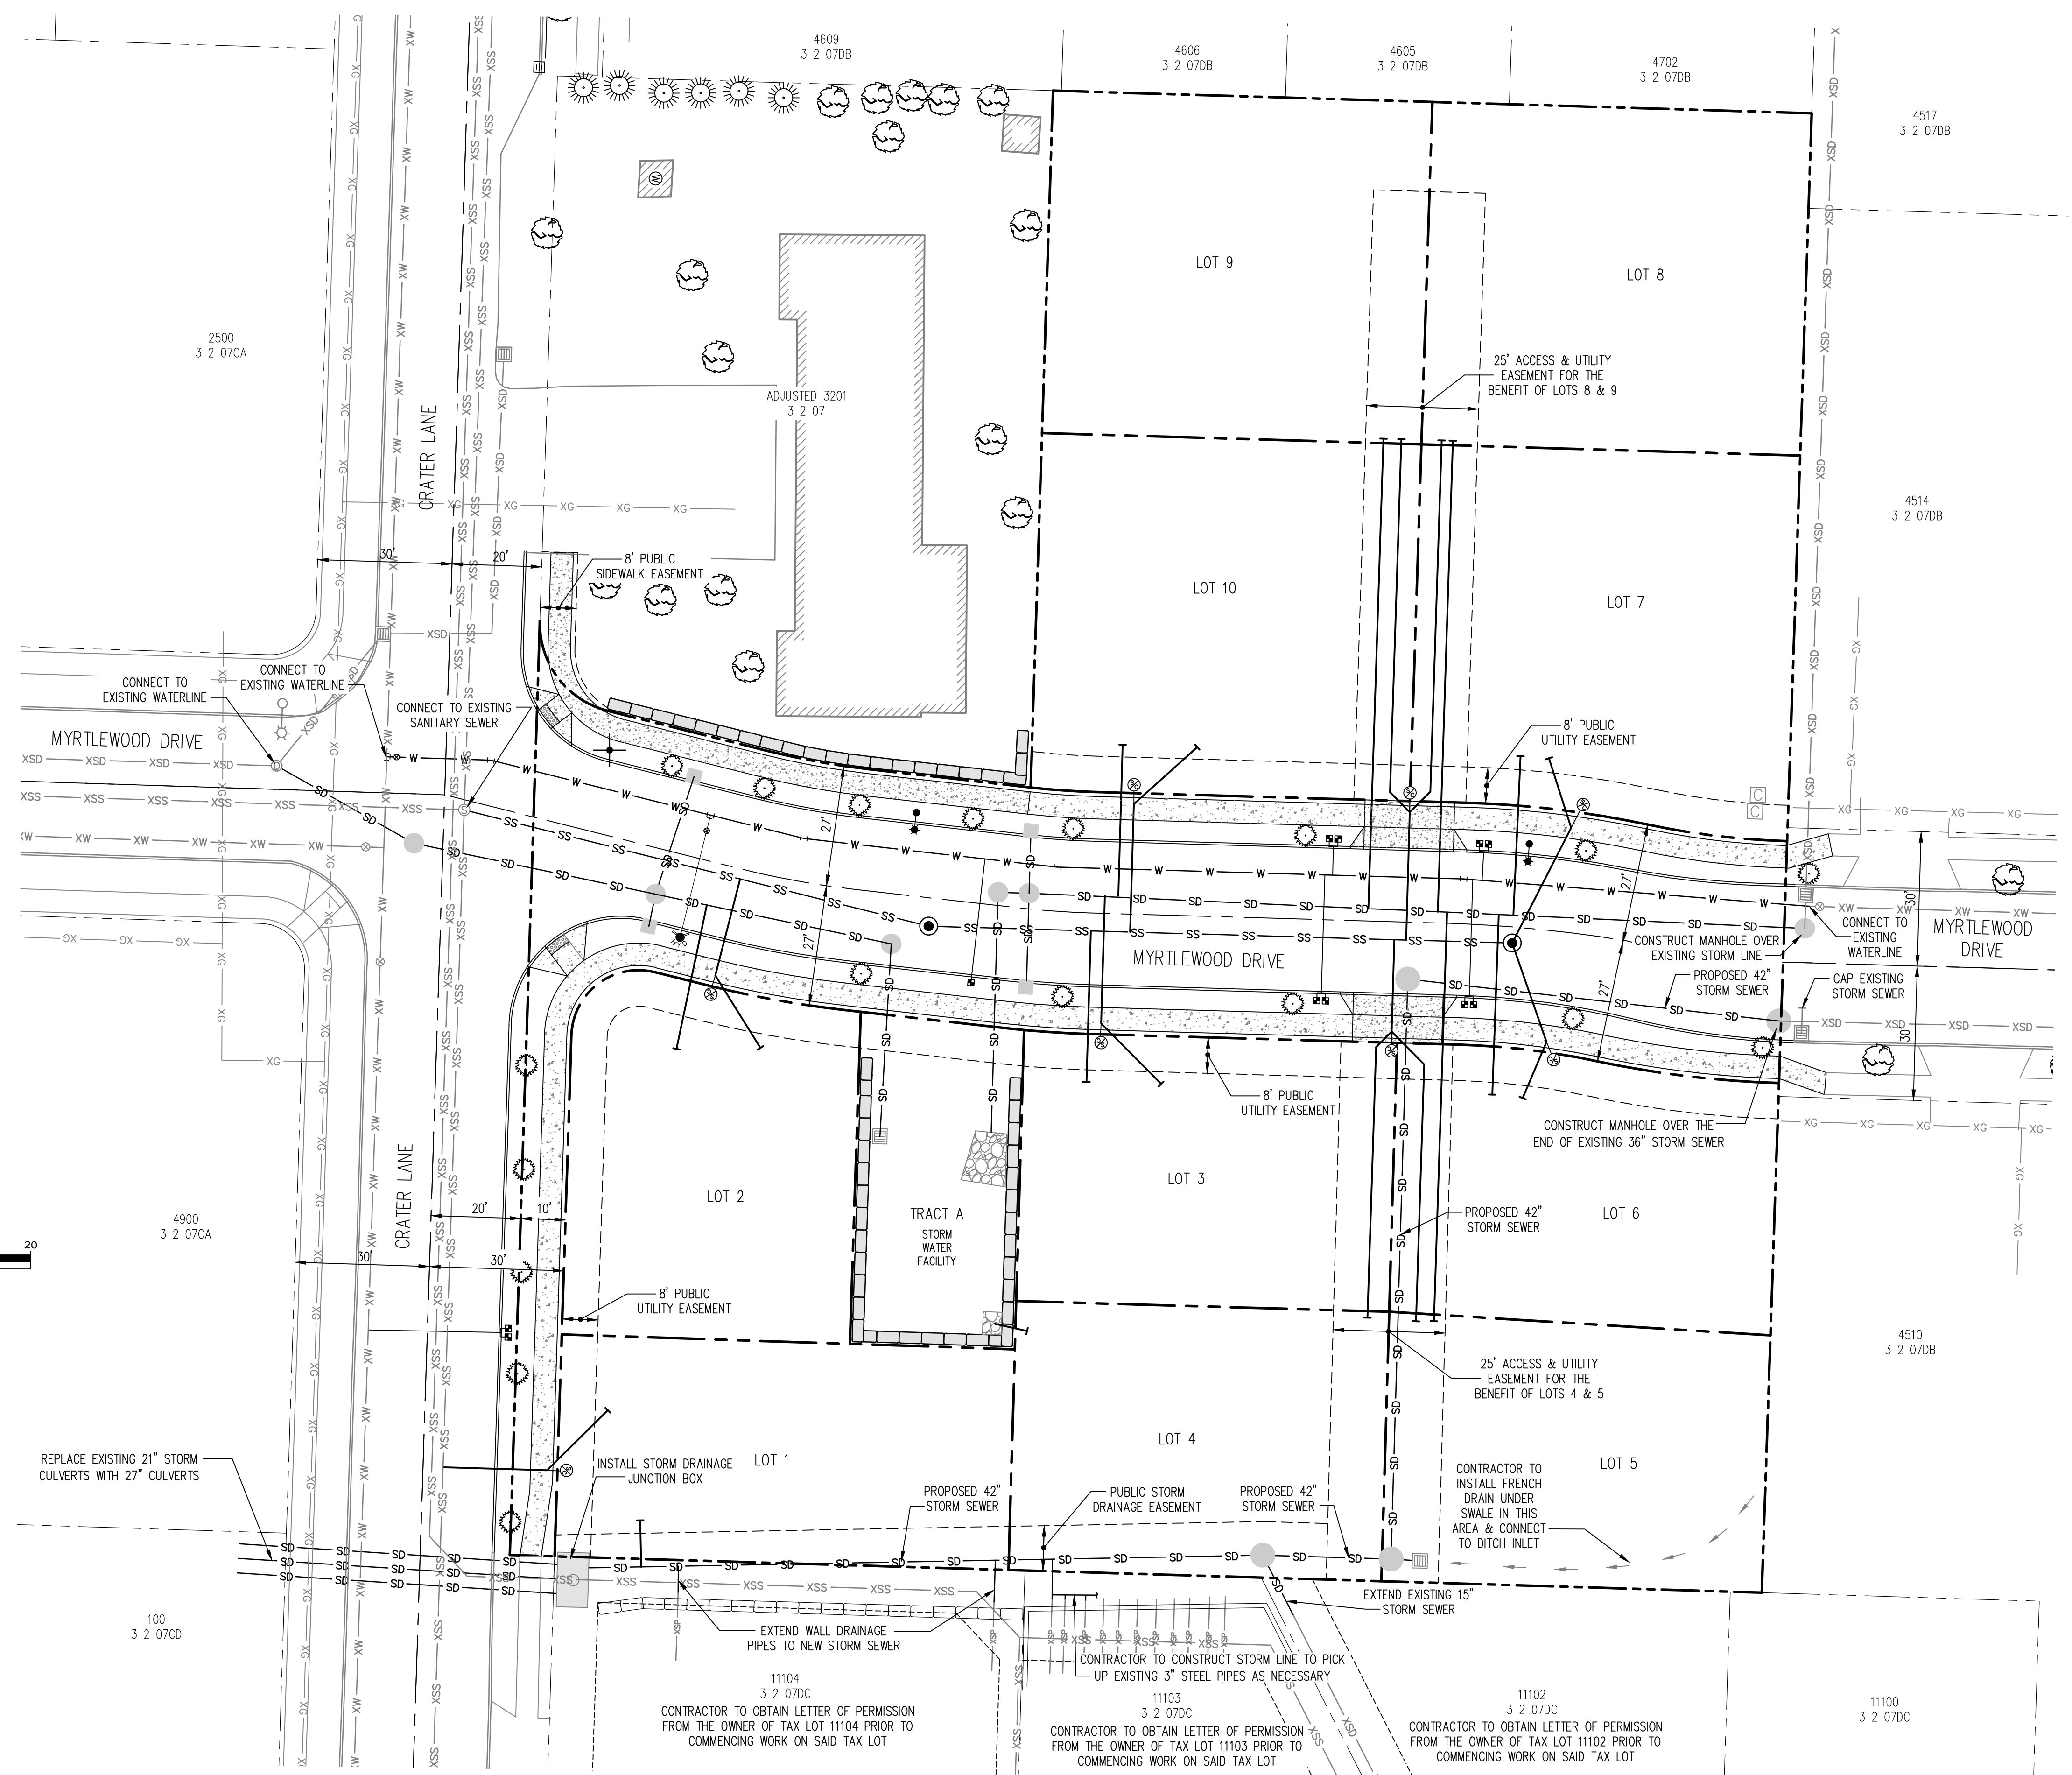 4609
3 2 07DB
4606
3 2 07DB
4605
3 2 07DB
4702
3 2 07DB
4517
3 2 07DB
LOT 9
LOT 8
2500
3 2 07CA
25' ACCESS & UTILITY
EASEMENT FOR THE
BENEFIT OF LOTS 8 & 9
ADJUSTED 3201
3 2 07
CRATER LANE
4514
3 2 07DB
30'
20'
8' PUBLIC
SIDEWALK EASEMENT
LOT 10
LOT 7
CONNECT TO
EXISTING WATERLINE
CONNECT TO
EXISTING WATERLINE
CONNECT TO EXISTING
SANITARY SEWER
MYRTLEWOOD DRIVE
8' PUBLIC
UTILITY EASEMENT
27'
27'
27'
27'
30'
30'
MYRTLEWOOD DRIVE
CONNECT TO
EXISTING
WATERLINE
MYRTLEWOOD
DRIVE
CONSTRUCT MANHOLE OVER
EXISTING STORM LINE
PROPOSED 42"
STORM SEWER
CAP EXISTING
STORM SEWER
8' PUBLIC
UTILITY EASEMENT
CONSTRUCT MANHOLE OVER THE
END OF EXISTING 36" STORM SEWER
LOT 2
LOT 3
LOT 6
TRACT A
STORM
WATER
FACILITY
PROPOSED 42"
STORM SEWER
4900
3 2 07CA
CRATER LANE
20'
10'
20
30'
30'
8' PUBLIC
UTILITY EASEMENT
4510
3 2 07DB
25' ACCESS & UTILITY
EASEMENT FOR THE
BENEFIT OF LOTS 4 & 5
REPLACE EXISTING 21" STORM
CULVERTS WITH 27" CULVERTS
INSTALL STORM DRAINAGE
JUNCTION BOX
LOT 1
LOT 4
LOT 5
PROPOSED 42"
STORM SEWER
PUBLIC STORM
DRAINAGE EASEMENT
PROPOSED 42"
STORM SEWER
CONTRACTOR TO
INSTALL FRENCH
DRAIN UNDER
SWALE IN THIS
AREA & CONNECT
TO DITCH INLET
100
3 2 07CD
EXTEND WALL DRAINAGE
PIPES TO NEW STORM SEWER
EXTEND EXISTING 15"
STORM SEWER
CONTRACTOR TO CONSTRUCT STORM LINE TO PICK
UP EXISTING 3" STEEL PIPES AS NECESSARY
11104
3 2 07DC
CONTRACTOR TO OBTAIN LETTER OF PERMISSION
FROM THE OWNER OF TAX LOT 11104 PRIOR TO
COMMENCING WORK ON SAID TAX LOT
11103
3 2 07DC
CONTRACTOR TO OBTAIN LETTER OF PERMISSION
FROM THE OWNER OF TAX LOT 11103 PRIOR TO
COMMENCING WORK ON SAID TAX LOT
11102
3 2 07DC
CONTRACTOR TO OBTAIN LETTER OF PERMISSION
FROM THE OWNER OF TAX LOT 11102 PRIOR TO
COMMENCING WORK ON SAID TAX LOT
11100
3 2 07DC